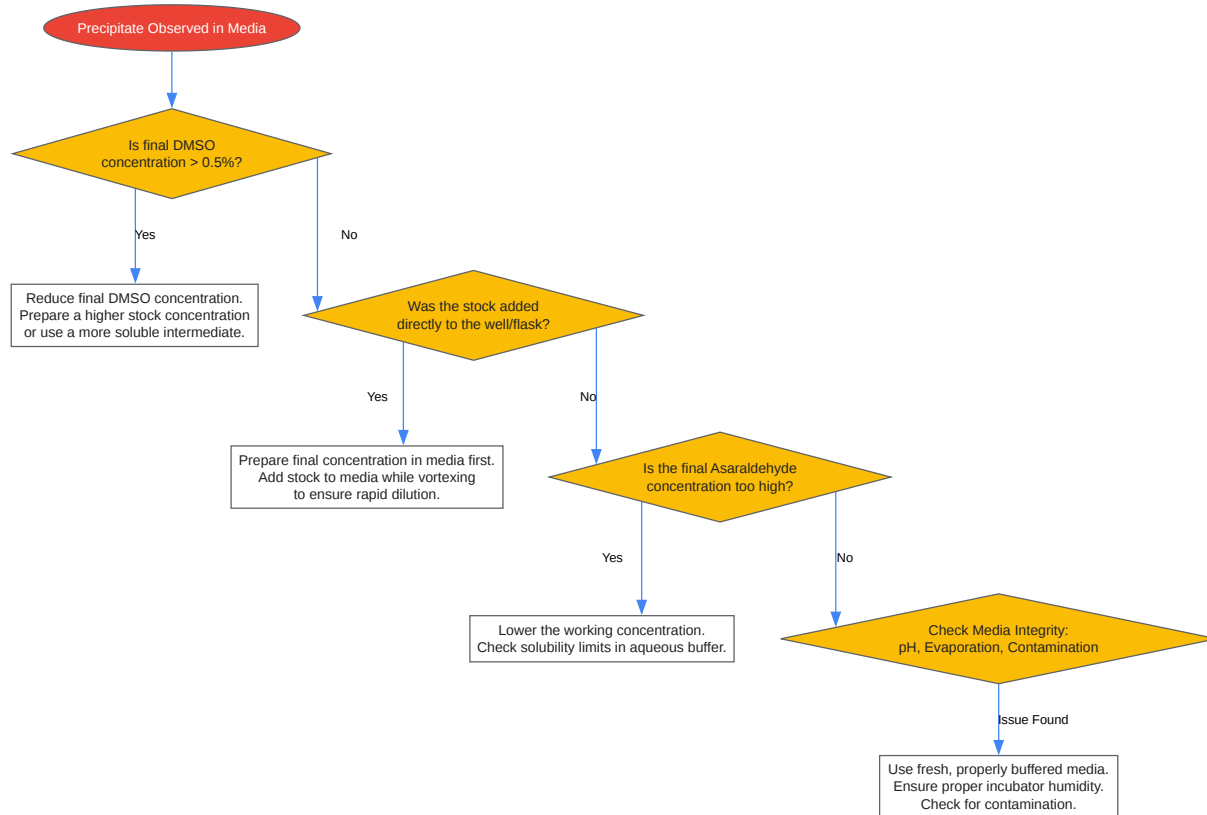 Precipitate Observed in Media
Is final DMSO
concentration > 0.5%?
Yes
No
Reduce final DMSO concentration.
Prepare a higher stock concentration
or use a more soluble intermediate.
Was the stock added
directly to the well/flask?
Yes
No
Prepare final concentration in media first.
Add stock to media while vortexing
to ensure rapid dilution.
Is the final Asaraldehyde
concentration too high?
Yes
No
Lower the working concentration.
Check solubility limits in aqueous buffer.
Check Media Integrity:
pH, Evaporation, Contamination
Issue Found
Use fresh, properly buffered media.
Ensure proper incubator humidity.
Check for contamination.